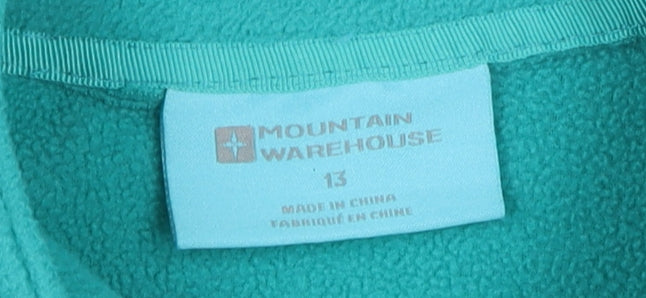 MOUNTAIN
WAREHOUSE
13
MADE IN CHINA
FABRIQUÉ EN CHINE